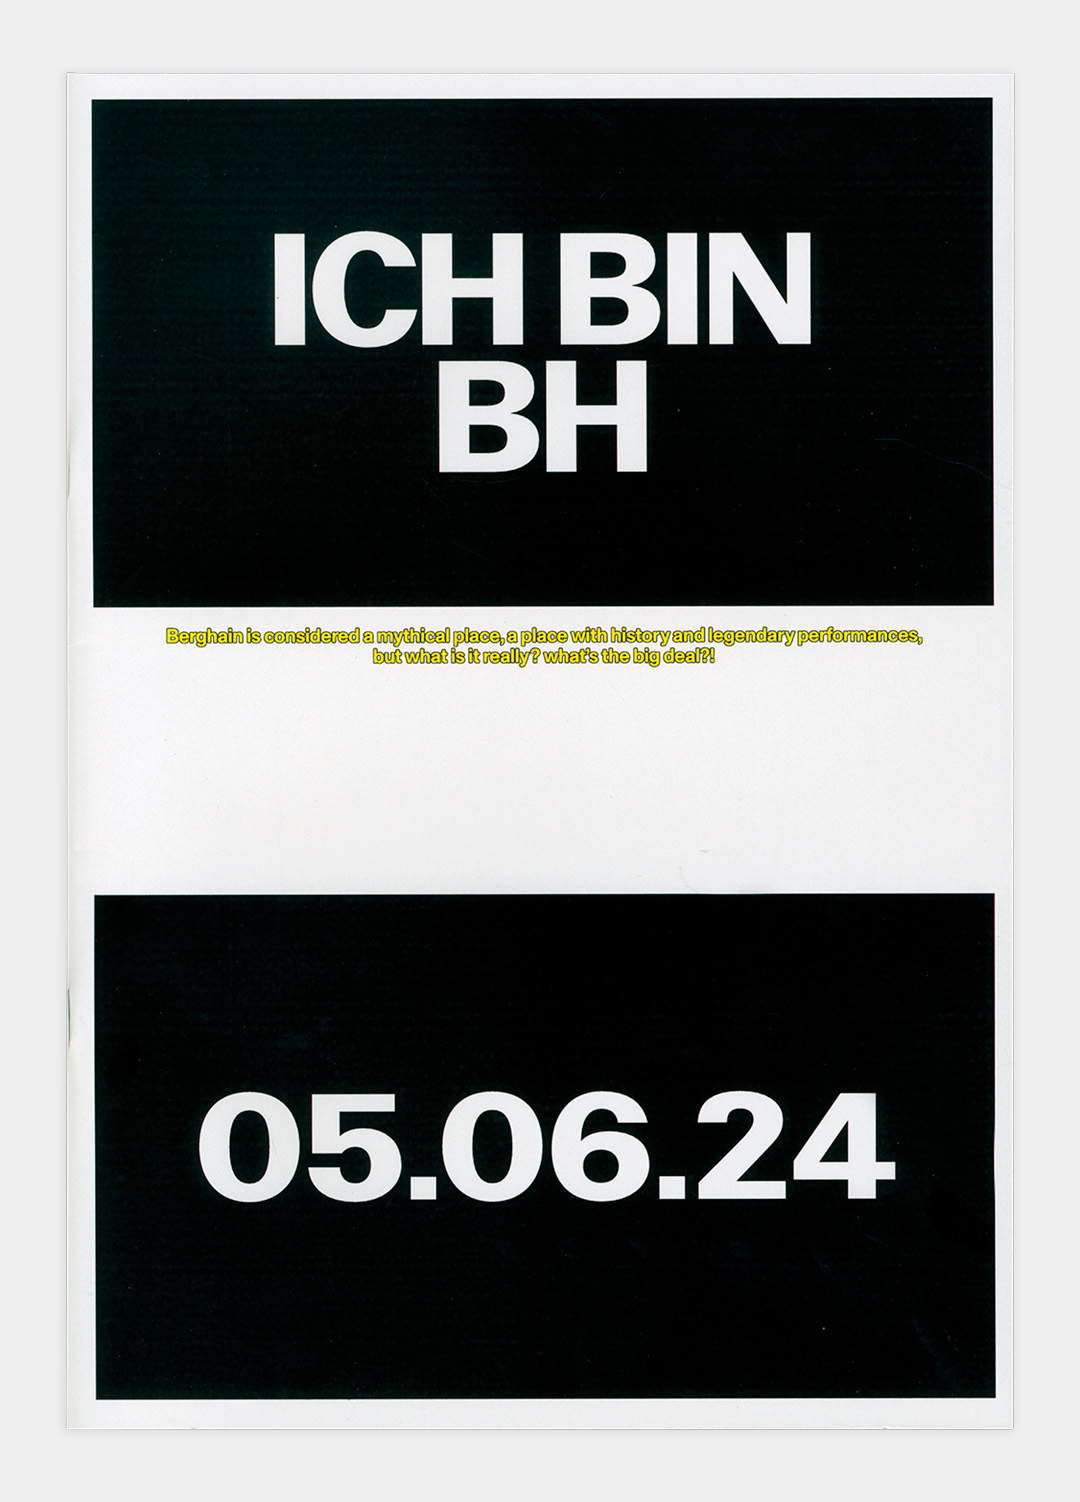 ICH BIN
BH
Berghain is considered a mythical place, a place with history and legendary performances,
but what is it really? what's the big deal?!
05.06.24